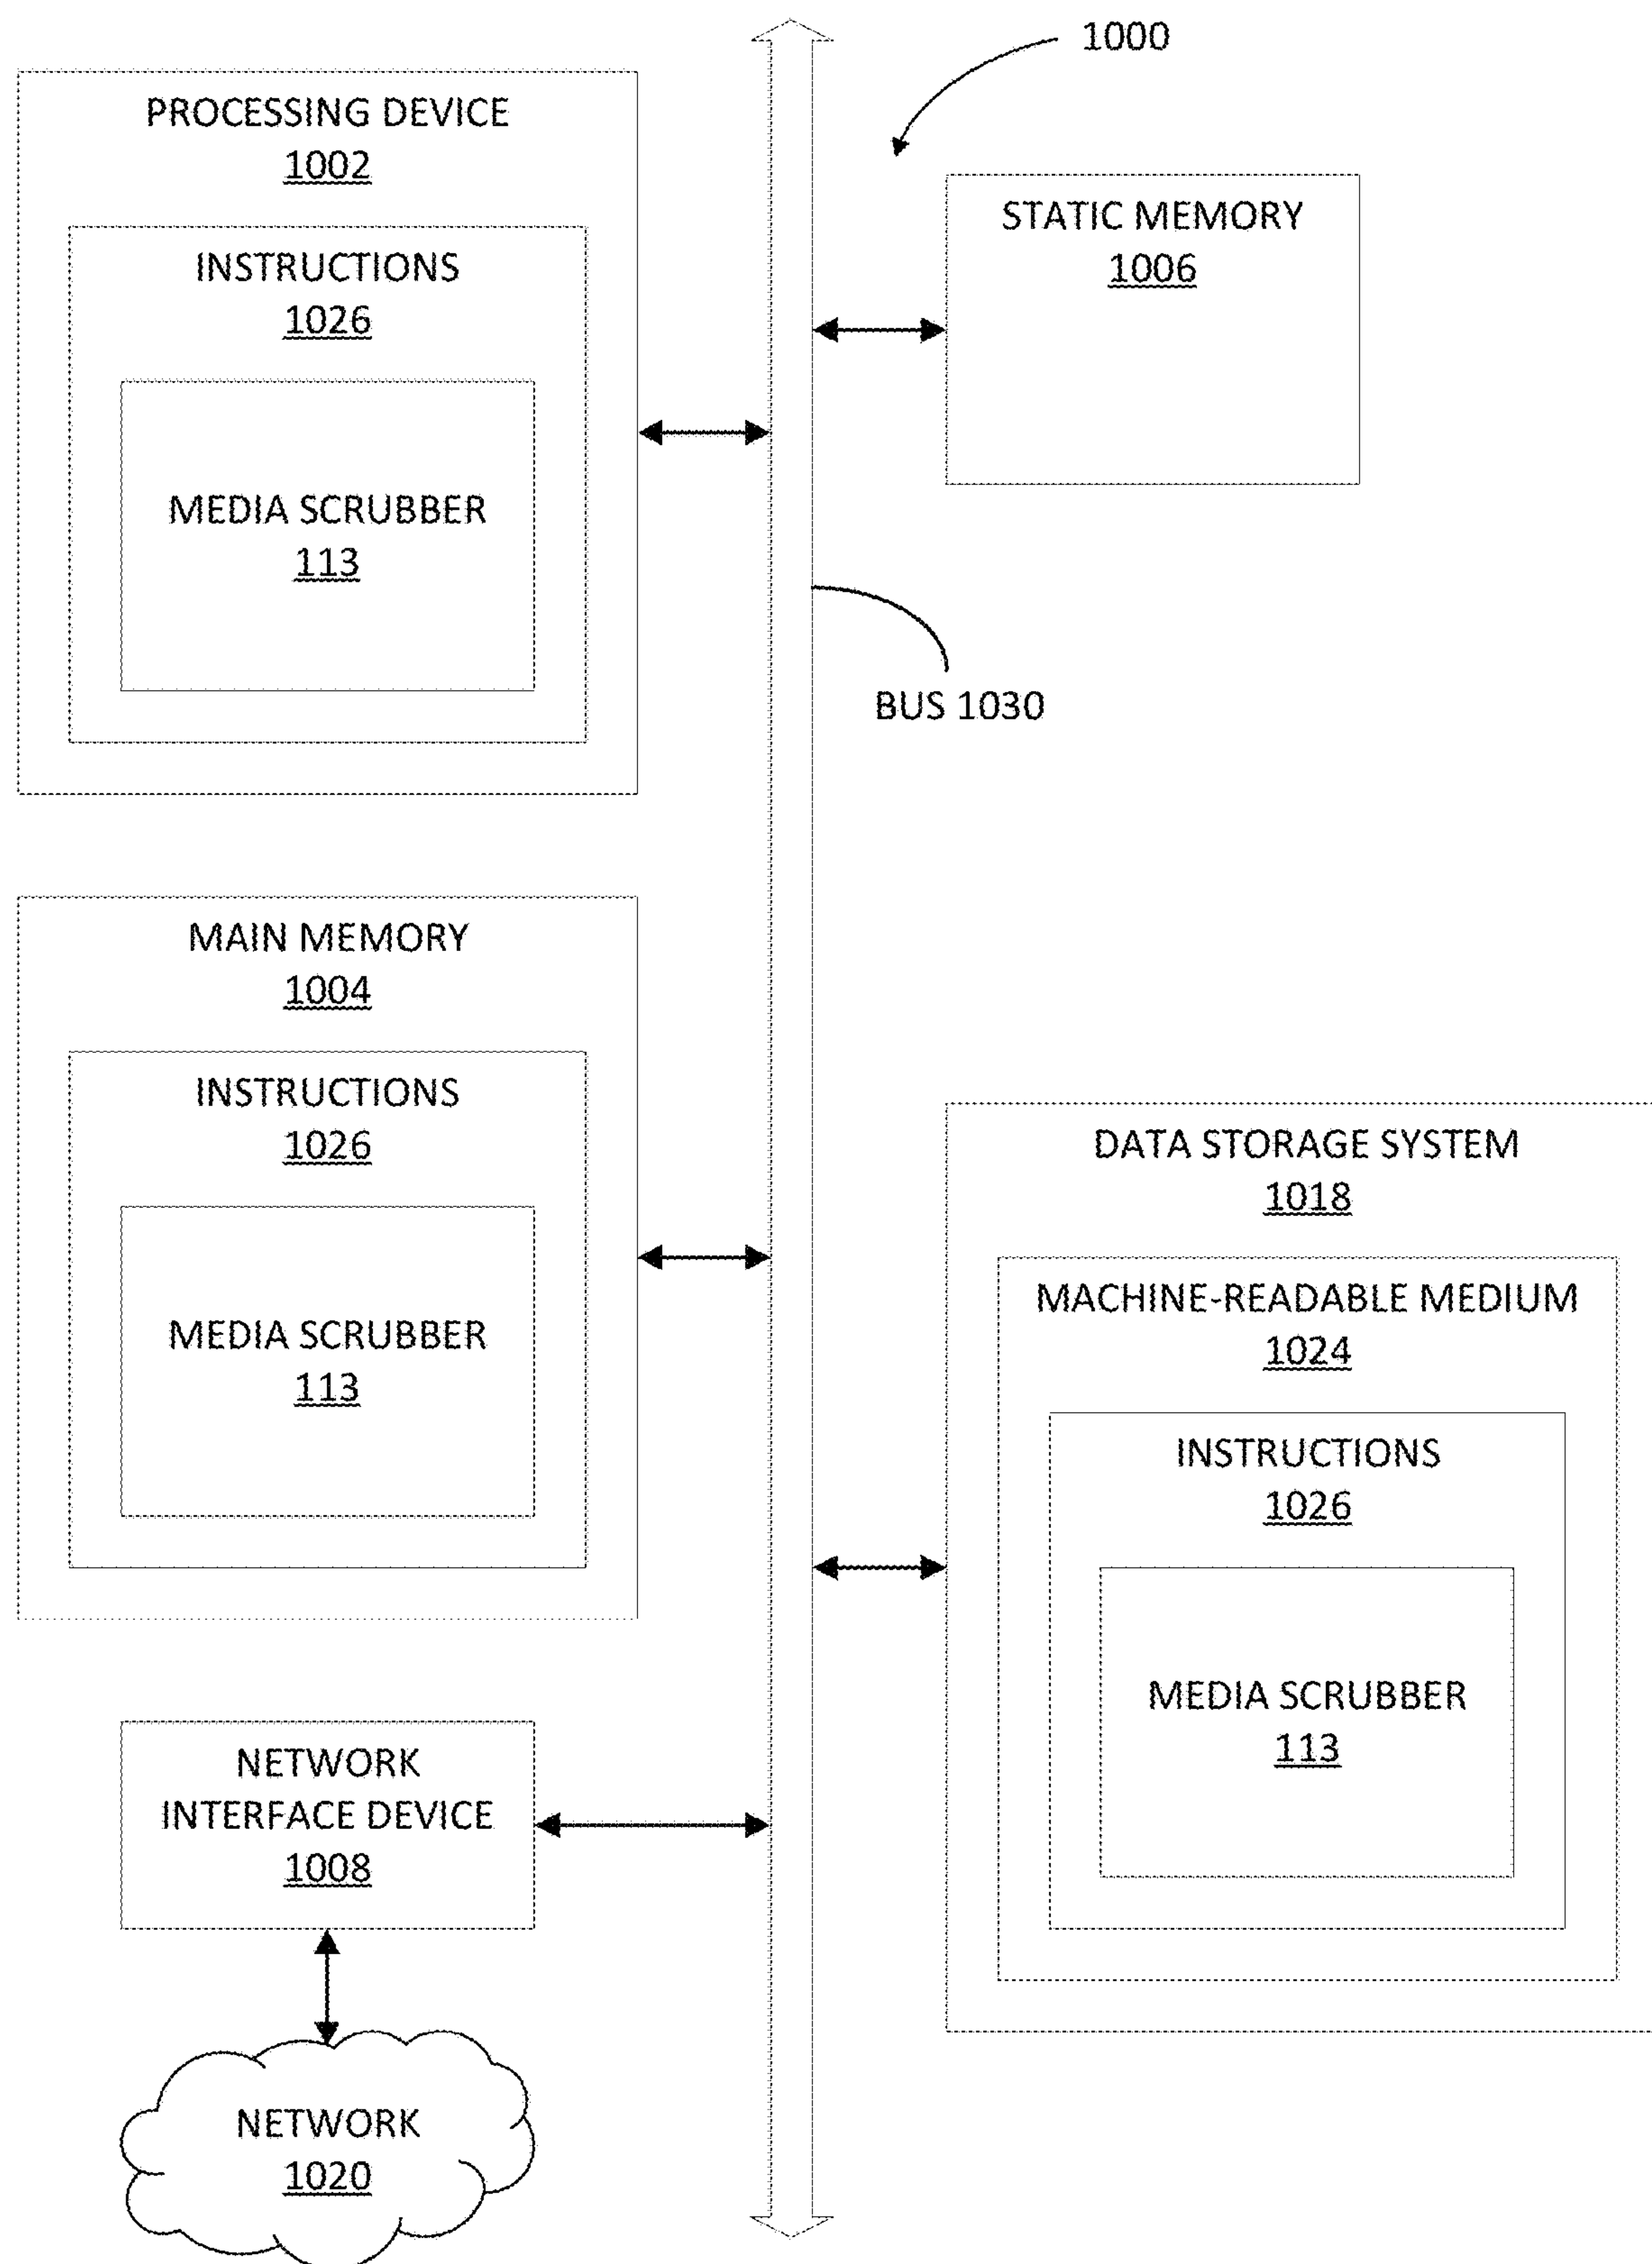 1000
PROCESSING DEVICE
1002
INSTRUCTIONS
1026
MEDIA SCRUBBER
113
STATIC MEMORY
1006
BUS 1030
MAIN MEMORY
1004
INSTRUCTIONS
1026
MEDIA SCRUBBER
113
DATA STORAGE SYSTEM
1018
MACHINE-READABLE MEDIUM
1024
INSTRUCTIONS
1026
MEDIA SCRUBBER
113
NETWORK
INTERFACE DEVICE
1008
NETWORK
1020